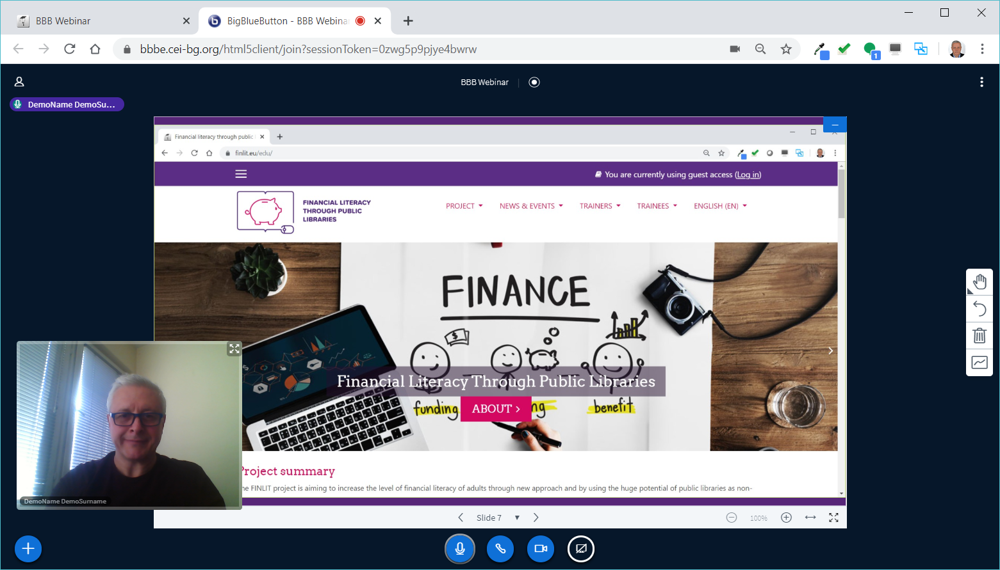 BBB Webinar
BigBlueButton - BBB Webina
bbbe.cei-bg.org/html5client/join?sessionToken=0zwg5p9pjye4bwrw
1
BBB Webinar
DemoName DemoSu...
Financial literacy through public
finlit.eu/edu/
You are currently using guest access (Log in)
FINANCIAL LITERACY
THROUGH PUBLIC
LIBRARIES
PROJECT
NEWS & EVENTS
TRAINERS
TRAINEES
ENGLISH (EN)
FINANCE
$
Financial Literacy Through Public Libraries
funding
ng
benefit
ABOUT >
Project summary
he FINLIT project is aiming to increase the level of financial literacy of adults through new approach and by using the huge potential of public libraries as non-
DemoName DemoSurname
Slide 7
100%